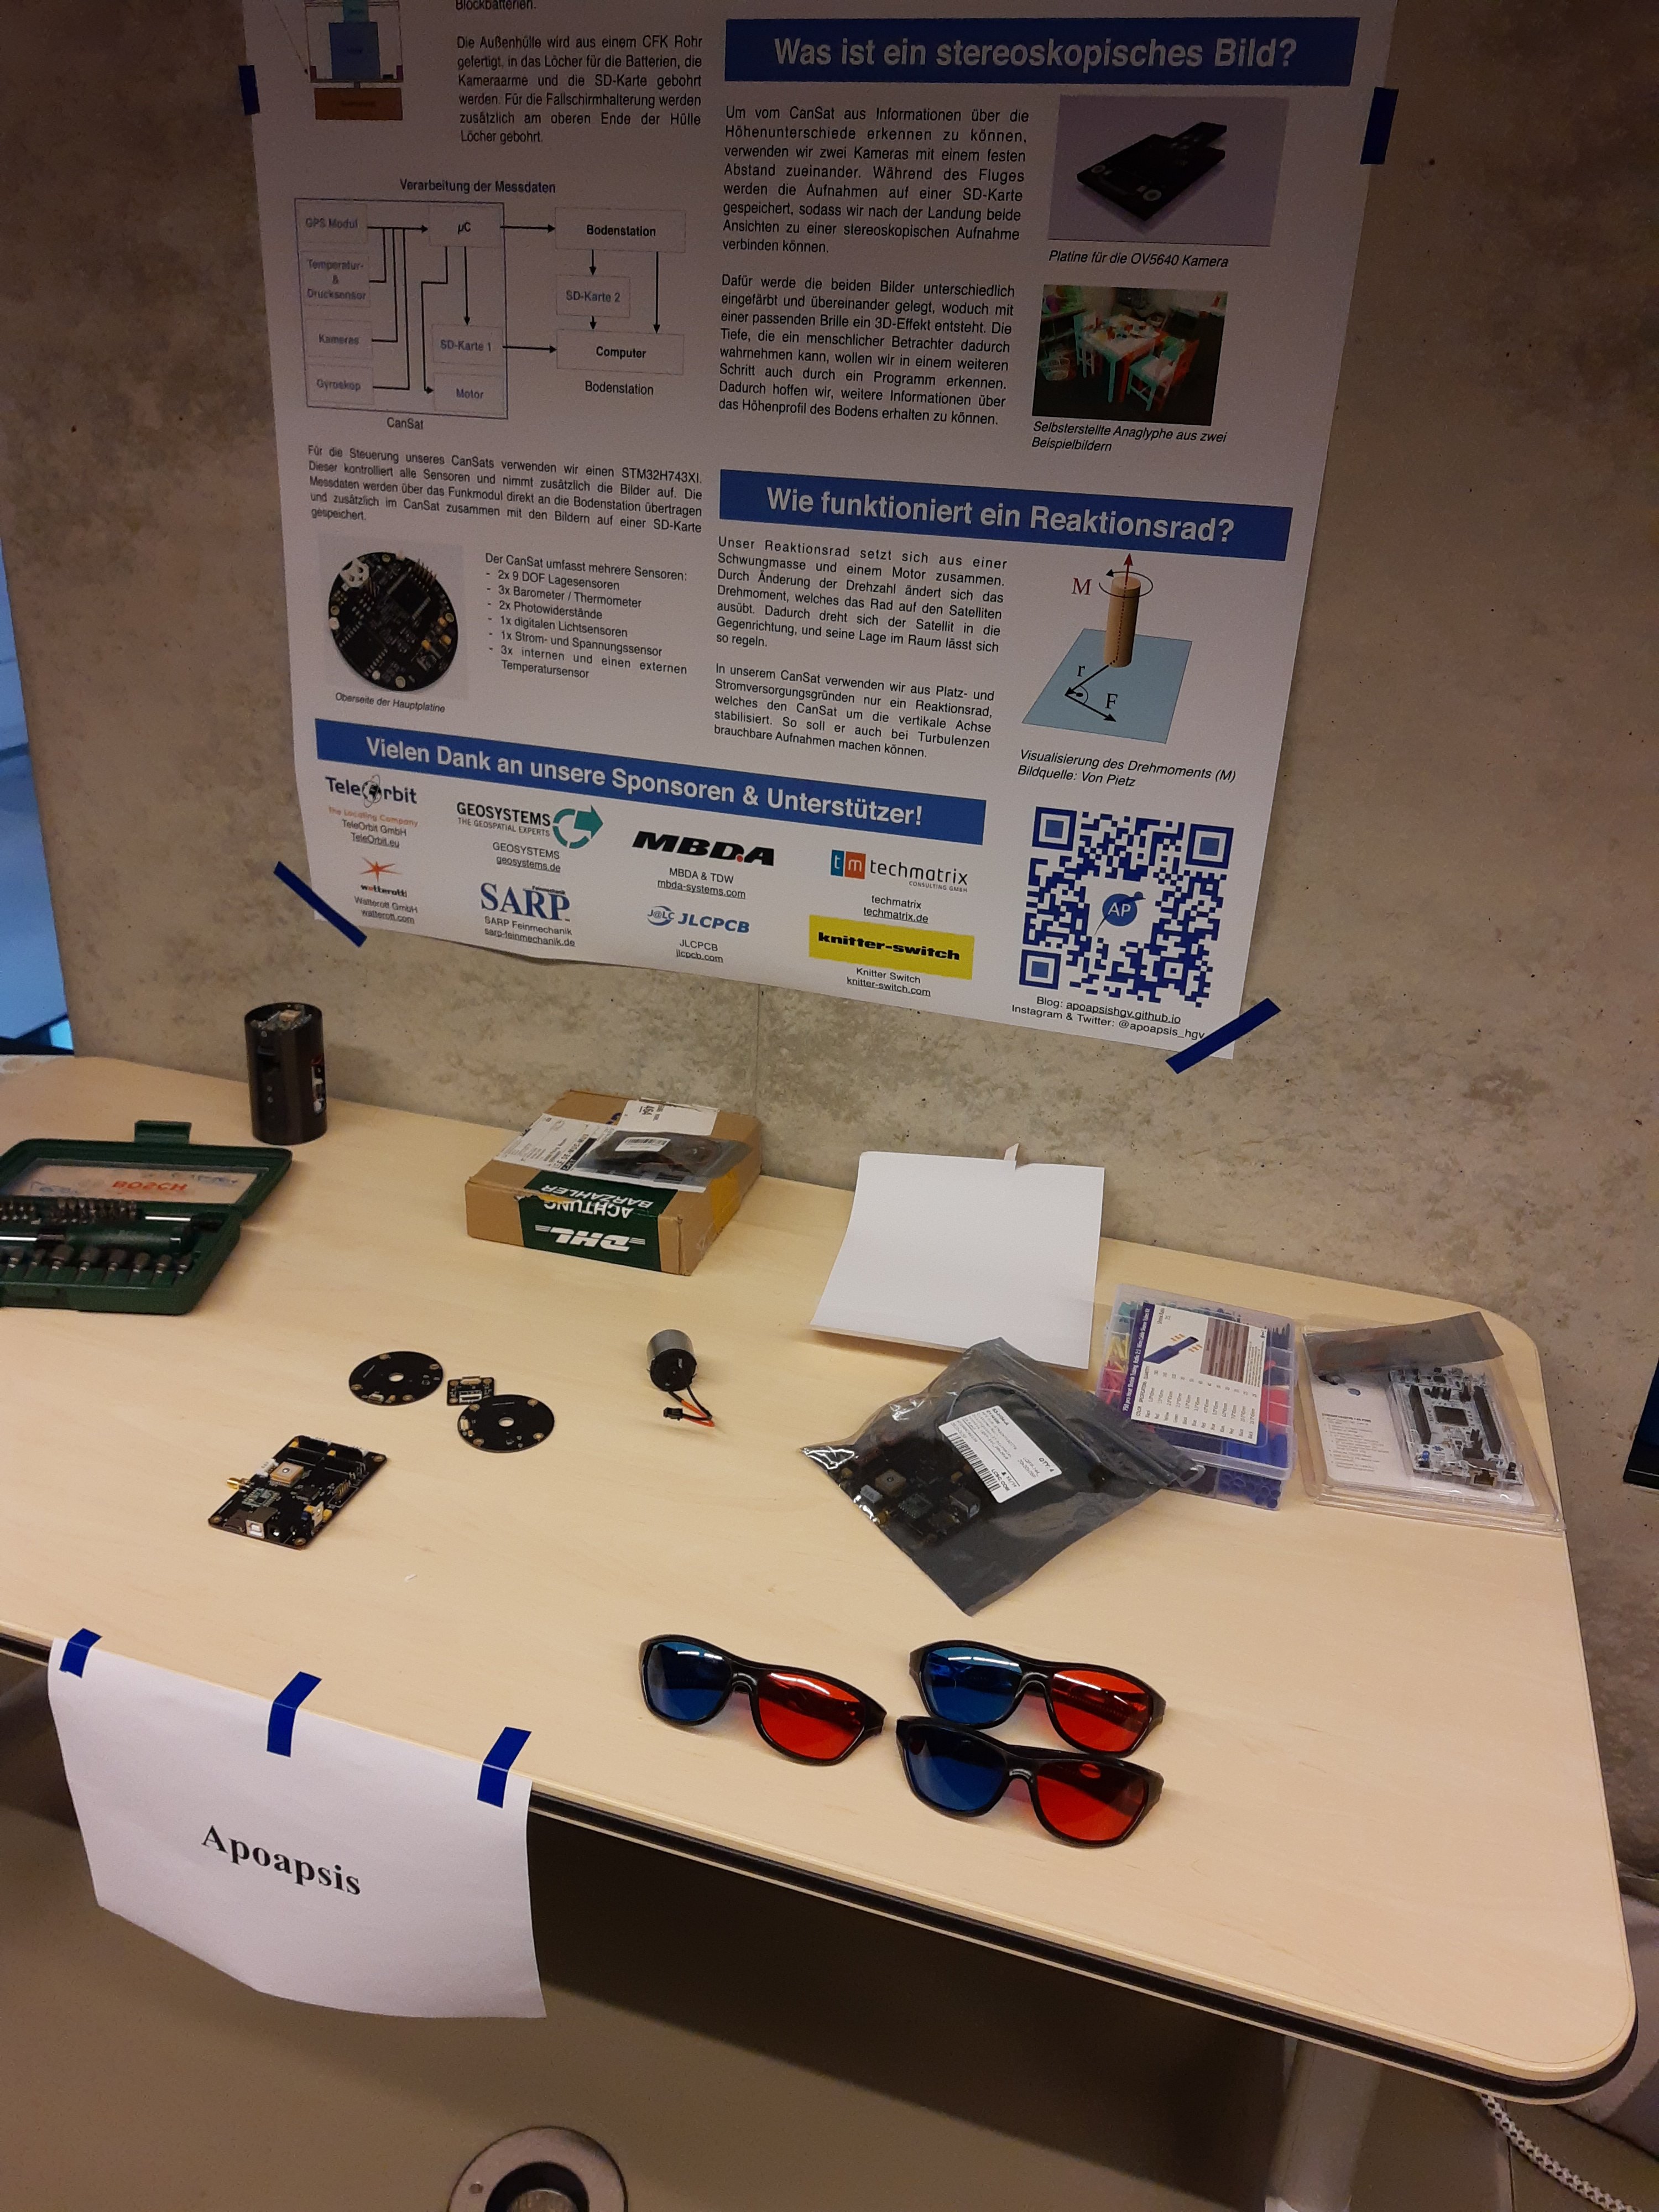 Blockbatterien.
Die Außenhülle wird aus einem CFK Rohr
gefertigt, in das Löcher für die Batterien, die
Kameraarme und die SD-Karte gebohrt
werden. Für die Fallschirmhalterung werden
zusätzlich am oberen Ende der Hülle
Löcher gebohrt.
Verarbeitung der Messdaten
GPS Modul
µC
Bodenstation
Temperatur-
&
Drucksensor
SD-Karte 2
Kameras
SD-Karte 1
Computer
Gyroskop
Motor
Bodenstation
CanSat
Für die Steuerung unseres CanSats verwenden wir einen STM32H743XI.
Dieser kontrolliert alle Sensoren und nimmt zusätzlich die Bilder auf. Die
Messdaten werden über das Funkmodul direkt an die Bodenstation übertragen
und zusätzlich im CanSat zusammen mit den Bildern auf einer SD-Karte
gespeichert.
Oberseite der Hauptplatine
Der CanSat umfasst mehrere Sensoren:
- 2x 9 DOF Lagesensoren
- 3x Barometer / Thermometer
- 2x Photowiderstände
- 1x digitalen Lichtsensoren
- 1x Strom- und Spannungssensor
- 3x internen und einen externen
Temperatursensor
Was ist ein stereoskopisches Bild?
Um vom CanSat aus Informationen über die
Höhenunterschiede erkennen zu können,
verwenden wir zwei Kameras mit einem festen
Abstand zueinander. Während des Fluges
werden die Aufnahmen auf einer SD-Karte
gespeichert, sodass wir nach der Landung beide
Ansichten zu einer stereoskopischen Aufnahme
verbinden können.
Dafür werde die beiden Bilder unterschiedlich
eingefärbt und übereinander gelegt, woduch mit
einer passenden Brille ein 3D-Effekt entsteht. Die
Tiefe, die ein menschlicher Betrachter dadurch
wahrnehmen kann, wollen wir in einem weiteren
Schritt auch durch ein Programm erkennen.
Dadurch hoffen wir, weitere Informationen über
das Höhenprofil des Bodens erhalten zu können.
Platine für die OV5640 Kamera
Selbsterstellte Anaglyphe aus zwei
Beispielbildern
Wie funktioniert ein Reaktionsrad?
Unser Reaktionsrad setzt sich aus einer
Schwungmasse und einem Motor zusammen.
Durch Änderung der Drehzahl ändert sich das
Drehmoment, welches das Rad auf den Satelliten
ausübt. Dadurch dreht sich der Satellit in die
Gegenrichtung, und seine Lage im Raum lässt sich
so regeln.
In unserem CanSat verwenden wir aus Platz- und
Stromversorgungsgründen nur ein Reaktionsrad,
welches den CanSat um die vertikale Achse
stabilisiert. So soll er auch bei Turbulenzen
brauchbare Aufnahmen machen können.
M
r
F
Visualisierung des Drehmoments (M)
Bildquelle: Von Pietz
Vielen Dank an unsere Sponsoren & Unterstützer!
TeleOrbit
The Locating Company
TeleOrbit GmbH
TeleOrbit.eu
GEOSYSTEMS
THE GEOSPATIAL EXPERTS
GEOSYSTEMS
geosystems.de
MBDA
MBDA & TDW
mbda-systems.com
tm techmatrix
CONSULTING GMBH
techmatrix
techmatrix.de
watterott
Watterott GmbH
watterott.com
Feinmechanik
SARP
SARP Feinmechanik
sarp-feinmechanik.de
J@LC JLCPCB
JLCPCB
jlcpcb.com
knitter-switch
Knitter Switch
knitter-switch.com
AP
Blog: apoapsishgv.github.io
Instagram & Twitter: @apoapsis_hgv
BOSCH
ACHTUNG
BARZAHLER
DHL
Apoapsis